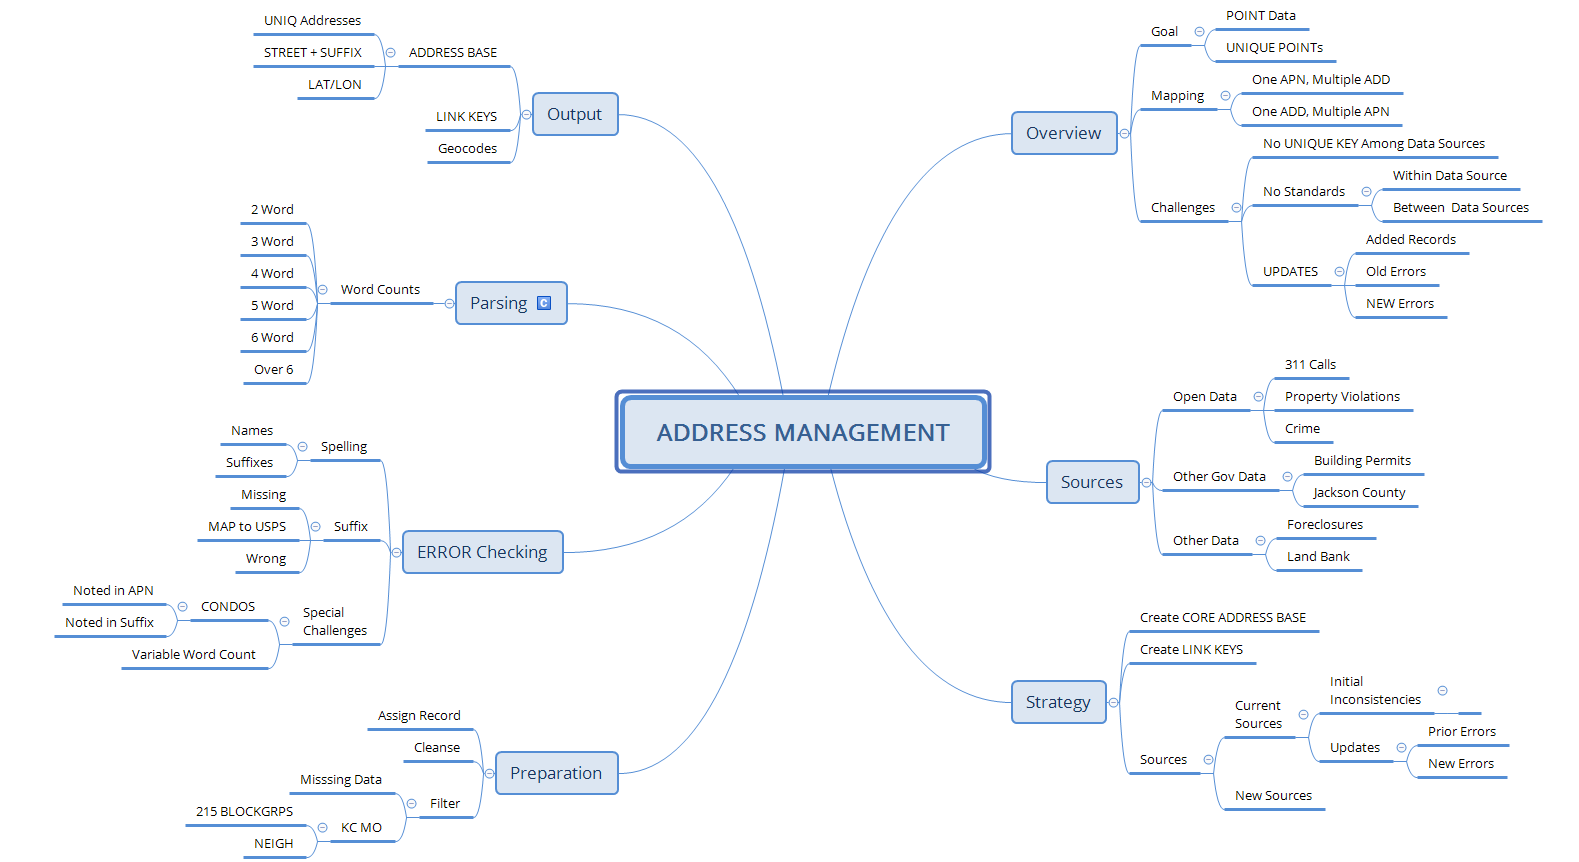 ADDRESS MANAGEMENT
Overview
Goal
POINT Data
UNIQUE POINTs
Mapping
One APN, Multiple ADD
One ADD, Multiple APN
Challenges
No UNIQUE KEY Among Data Sources
No Standards
Within Data Source
Between  Data Sources
UPDATES
Added Records
Old Errors
NEW Errors
Sources
Open Data
311 Calls
Property Violations
Crime
Other Gov Data
Building Permits
Jackson County
Other Data
Foreclosures
Land Bank
Strategy
Create CORE ADDRESS BASE
Create LINK KEYS
Sources
Current
Sources
Initial
Inconsistencies
Updates
Prior Errors
New Errors
New Sources
Output
ADDRESS BASE
UNIQ Addresses
STREET + SUFFIX
LAT/LON
LINK KEYS
Geocodes
Parsing C
Word Counts
2 Word
3 Word
4 Word
5 Word
6 Word
Over 6
ERROR Checking
Spelling
Names
Suffixes
Suffix
Missing
MAP to USPS
Wrong
Special
Challenges
CONDOS
Noted in APN
Noted in Suffix
Variable Word Count
Preparation
Assign Record
Cleanse
Filter
Misssing Data
KC MO
215 BLOCKGRPS
NEIGH